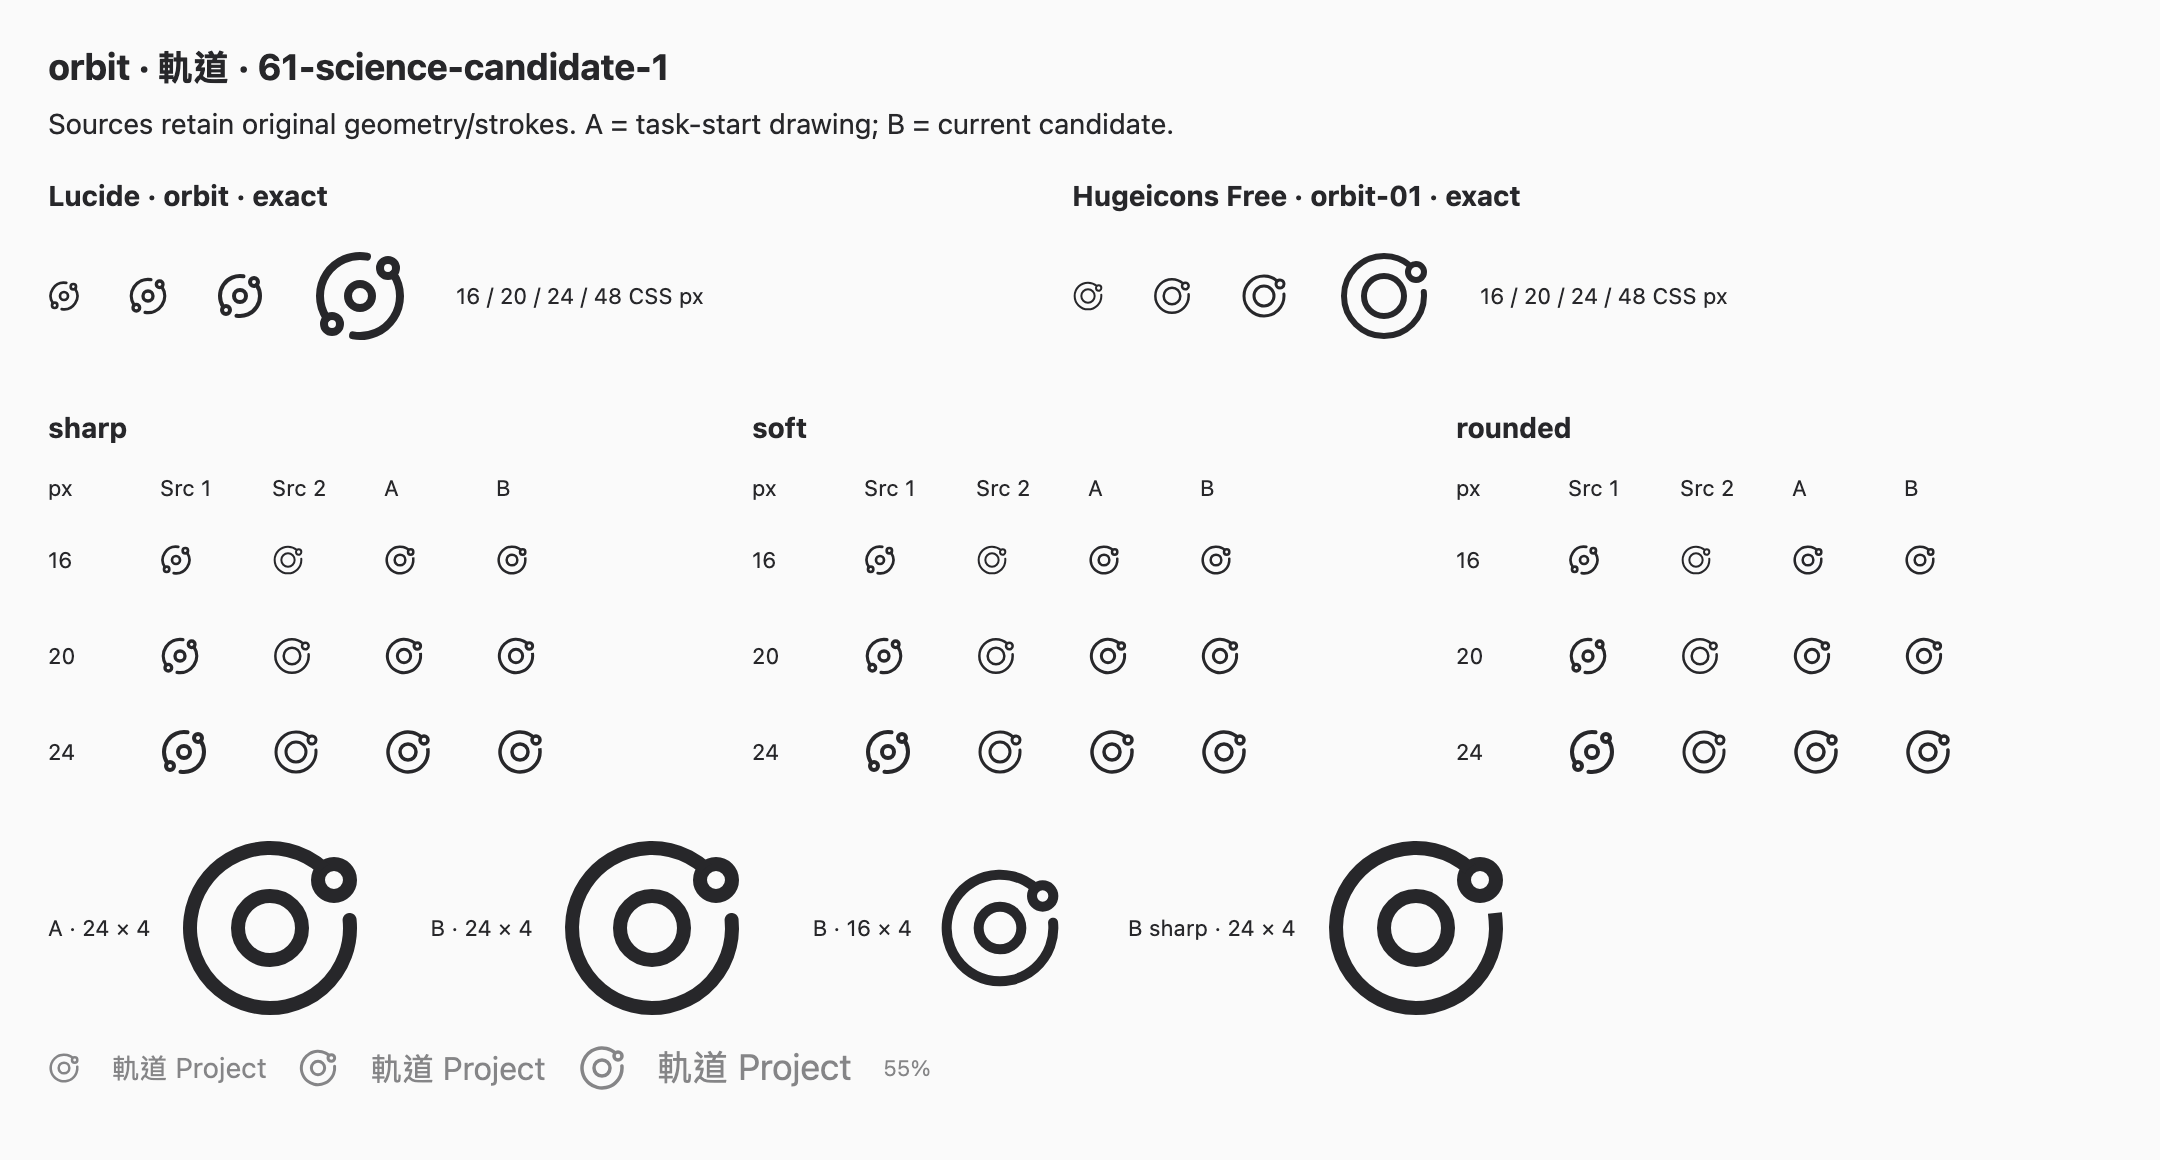 orbit · 軌道 · 61-science-candidate-1
Sources retain original geometry/strokes. A = task-start drawing; B = current candidate.
Lucide · orbit · exact
16 / 20 / 24 / 48 CSS px
Hugeicons Free · orbit-01 · exact
16 / 20 / 24 / 48 CSS px
sharp
px Src 1 Src 2 A B
16
20
24
soft
px Src 1 Src 2 A B
16
20
24
rounded
px Src 1 Src 2 A B
16
20
24
A · 24 × 4
B · 24 × 4
B · 16 × 4
B sharp · 24 × 4
軌道 Project 軌道 Project 軌道 Project 55%